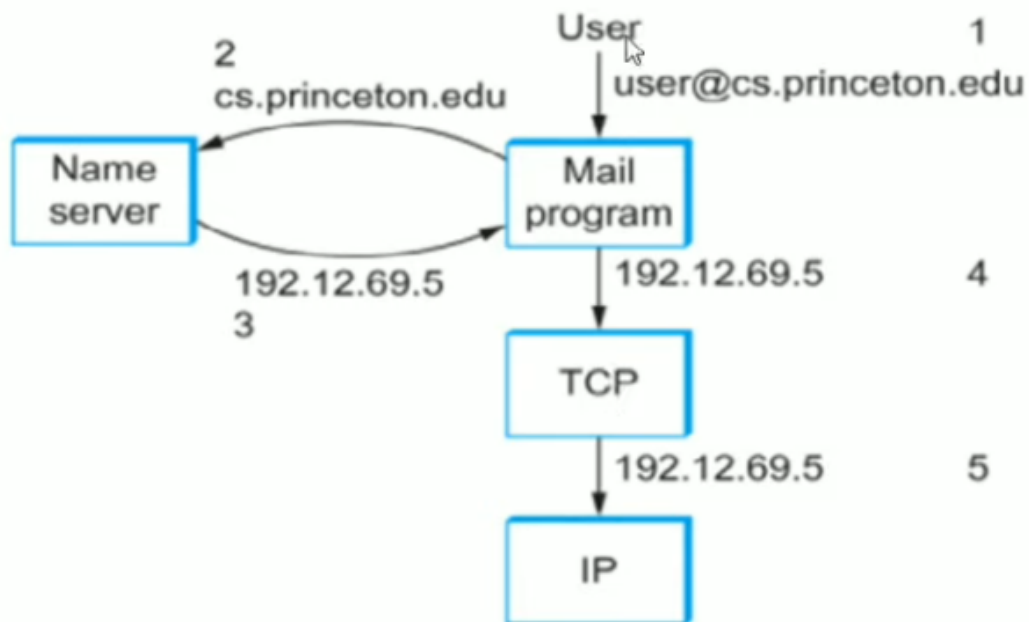 User
1
user@cs.princeton.edu
2
cs.princeton.edu
Name
server
Mail
program
192.12.69.5
3
192.12.69.5
4
TCP
192.12.69.5
5
IP